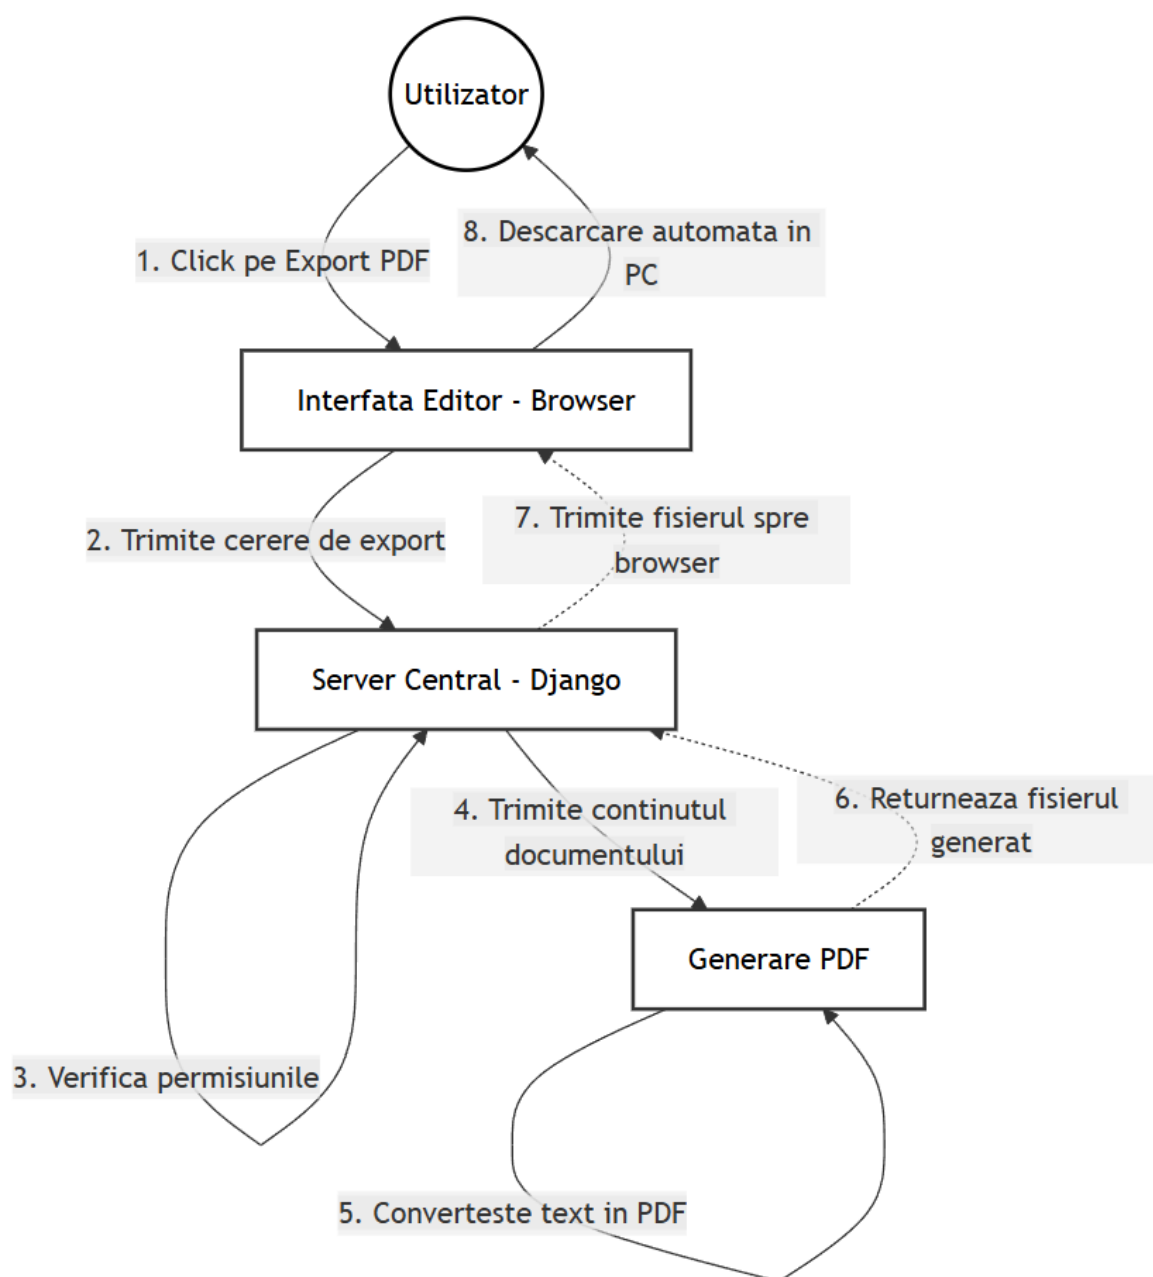 Utilizator
1. Click pe Export PDF
8. Descarcare automata in
PC
Interfata Editor - Browser
2. Trimite cerere de export
7. Trimite fisierul spre
browser
Server Central - Django
4. Trimite continutul
documentului
6. Returneaza fisierul
generat
Generare PDF
3. Verifica permisiunile
5. Converteste text in PDF